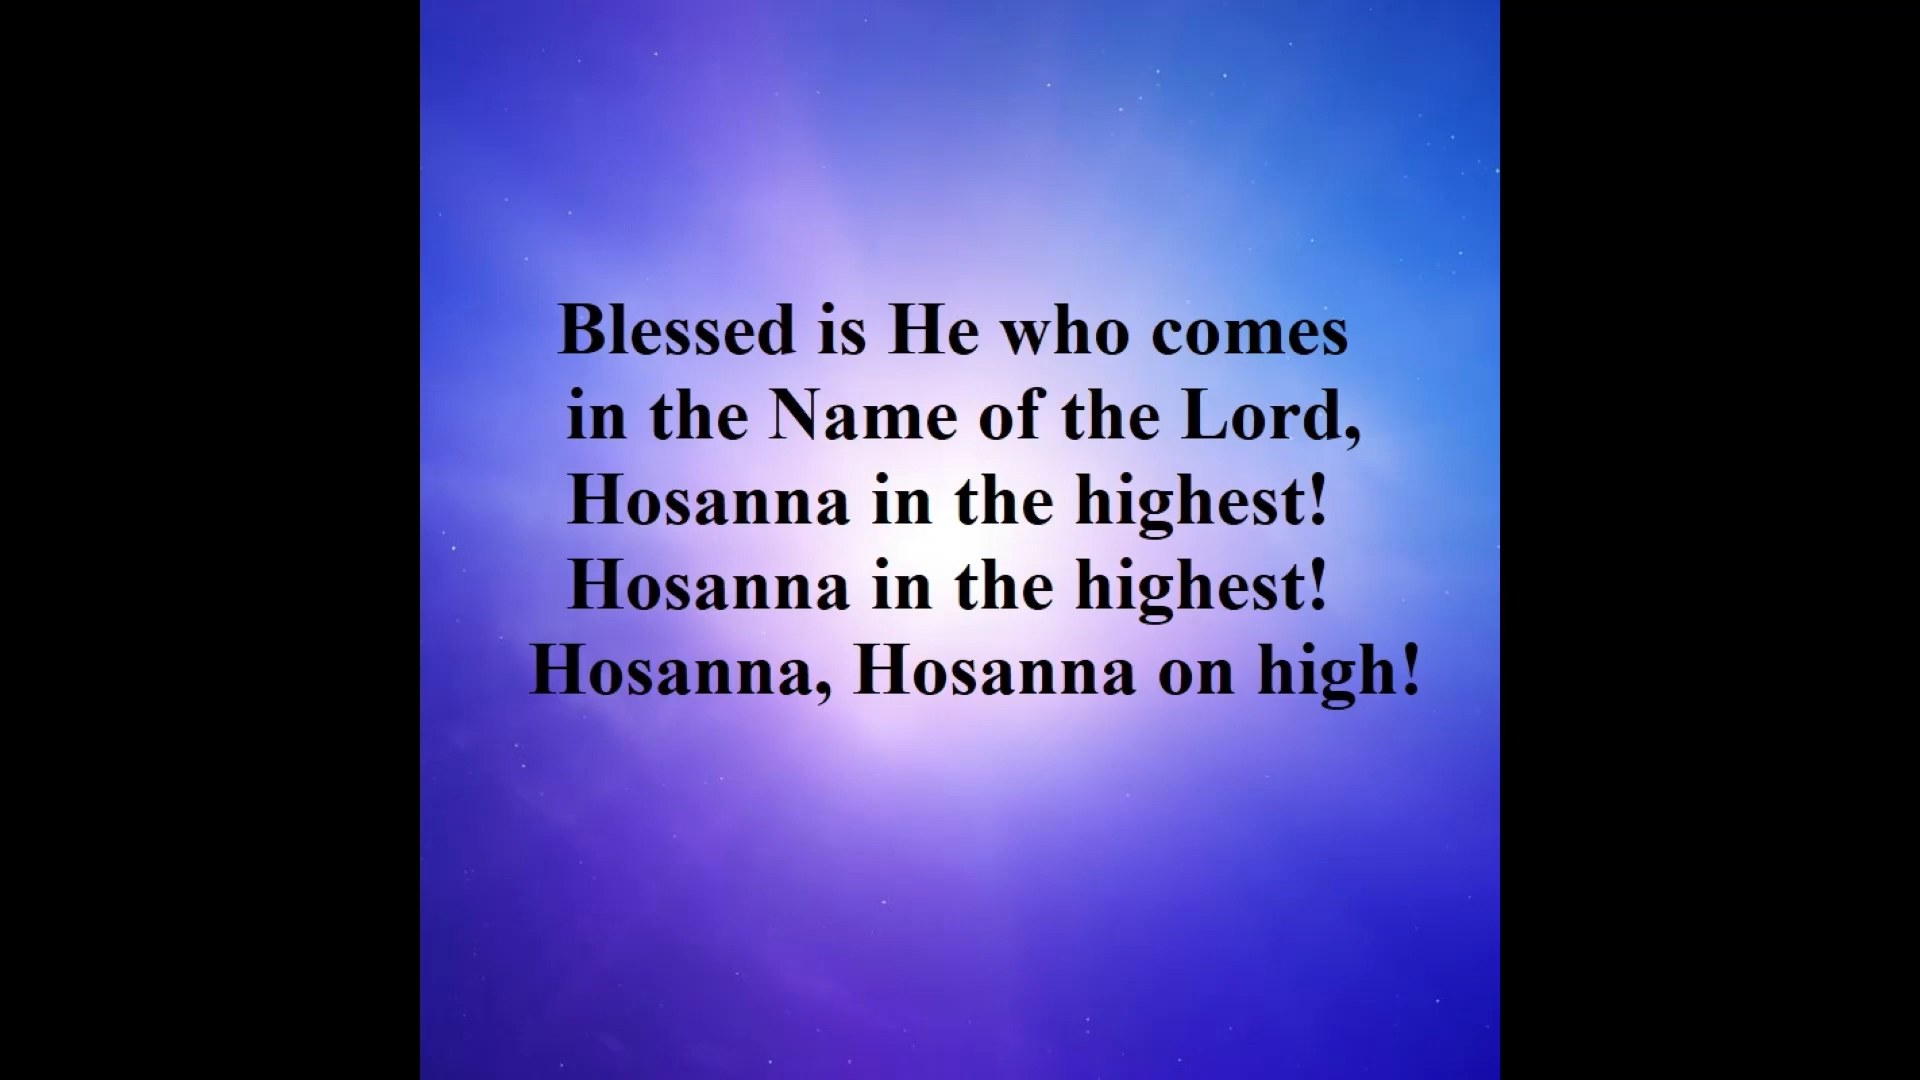 Blessed is He who comes
in the Name of the Lord,
Hosanna in the highest!
Hosanna in the highest!
Hosanna, Hosanna on high!